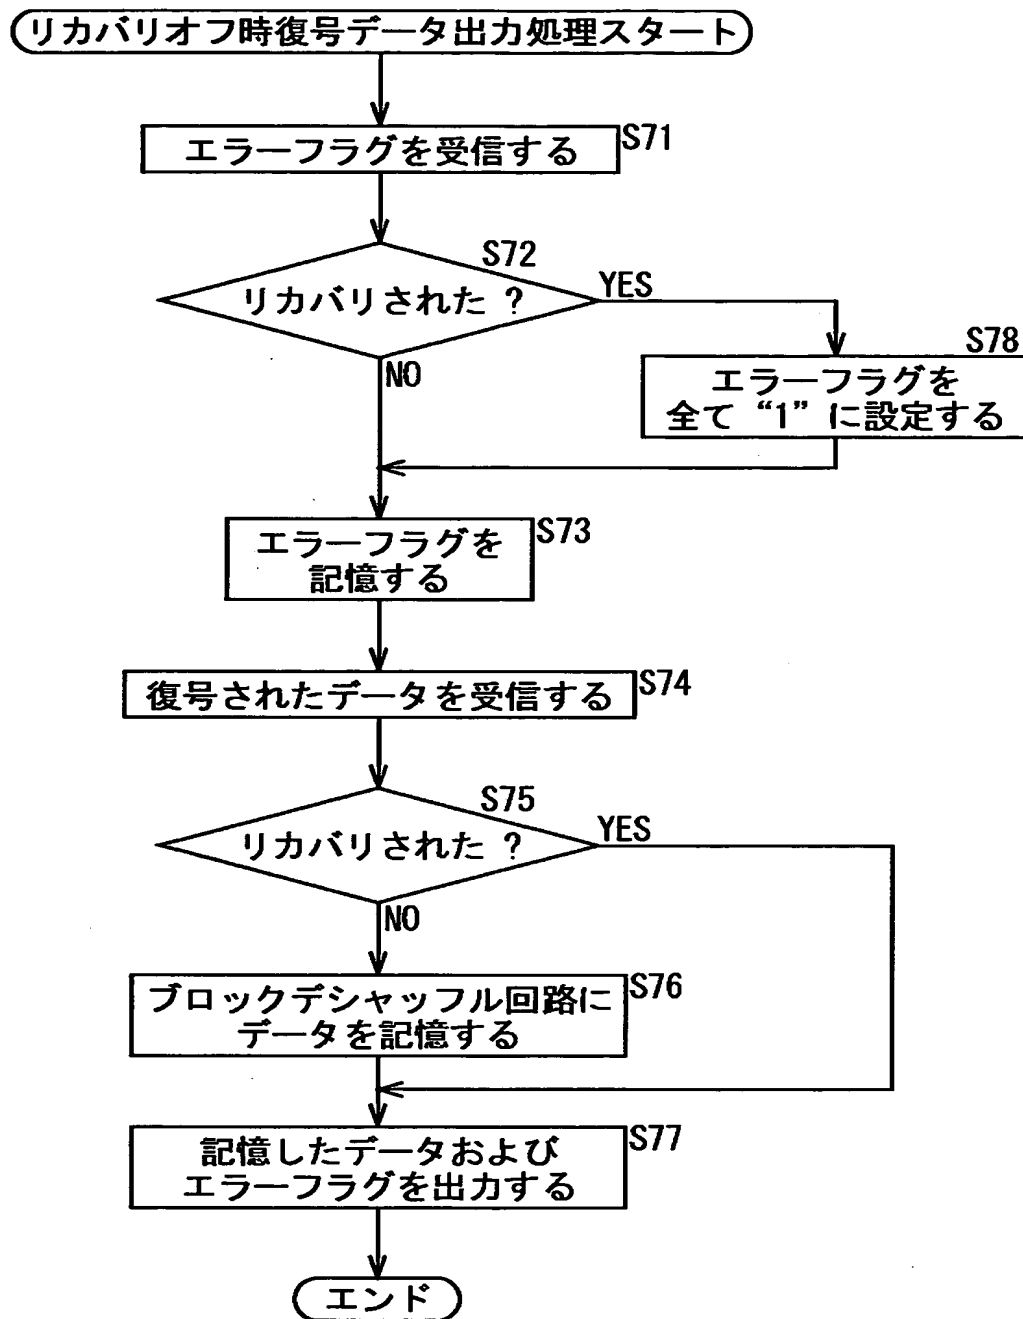 リカバリオフ時復号データ出力処理スタート
S71
エラーフラグを受信する
S72
リカバリされた ?
YES
NO
S78
エラーフラグを
全て “1” に設定する
S73
エラーフラグを
記憶する
S74
復号されたデータを受信する
S75
リカバリされた ?
YES
NO
S76
ブロックデシャッフル回路に
データを記憶する
S77
記憶したデータおよび
エラーフラグを出力する
エンド